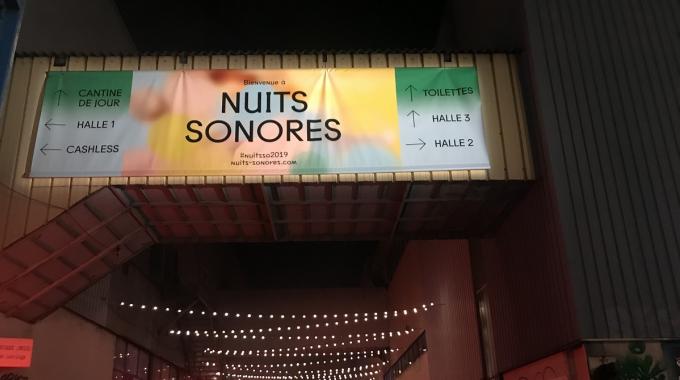 Bienvenue à
NUITS
SONORES
#nuitsso2019
nuits-sonores.com
↑ CANTINE
DE JOUR
← HALLE 1
← CASHLESS
↑ TOILETTES
↑ HALLE 3
→ HALLE 2